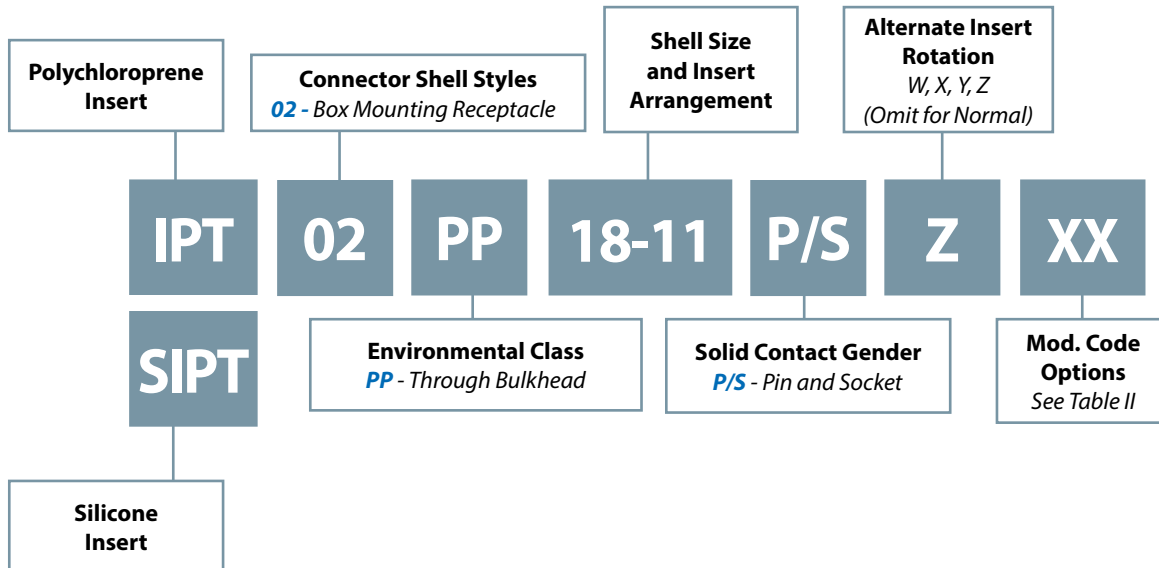 Polychloroprene
Insert
Connector Shell Styles
02 - Box Mounting Receptacle
Shell Size
and Insert
Arrangement
Alternate Insert
Rotation
W, X, Y, Z
(Omit for Normal)
IPT
02
PP
18-11
P/S
Z
XX
SIPT
Environmental Class
PP - Through Bulkhead
Solid Contact Gender
P/S - Pin and Socket
Mod. Code
Options
See Table II
Silicone
Insert